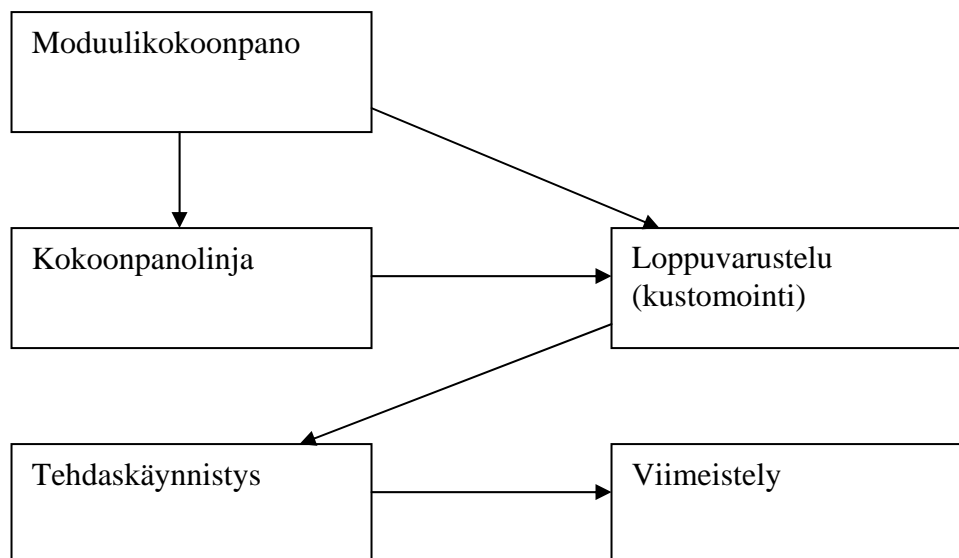 Moduulikokoonpano
Kokoonpanolinja
Loppuvarustelu
(kustomointi)
Tehdaskäynnistys
Viimeistely